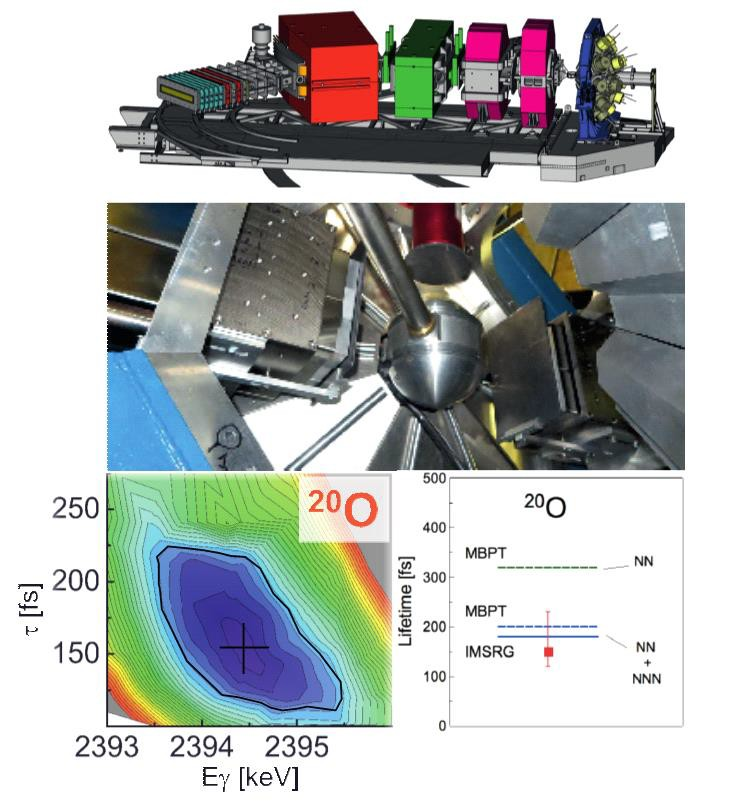 20O
250
200
150
τ [fs]
2393 2394 2395
Eγ [keV]
500
400
300
200
100
0
Lifetime [fs]
20O
MBPT
NN
MBPT
IMSRG
NN
+
NNN